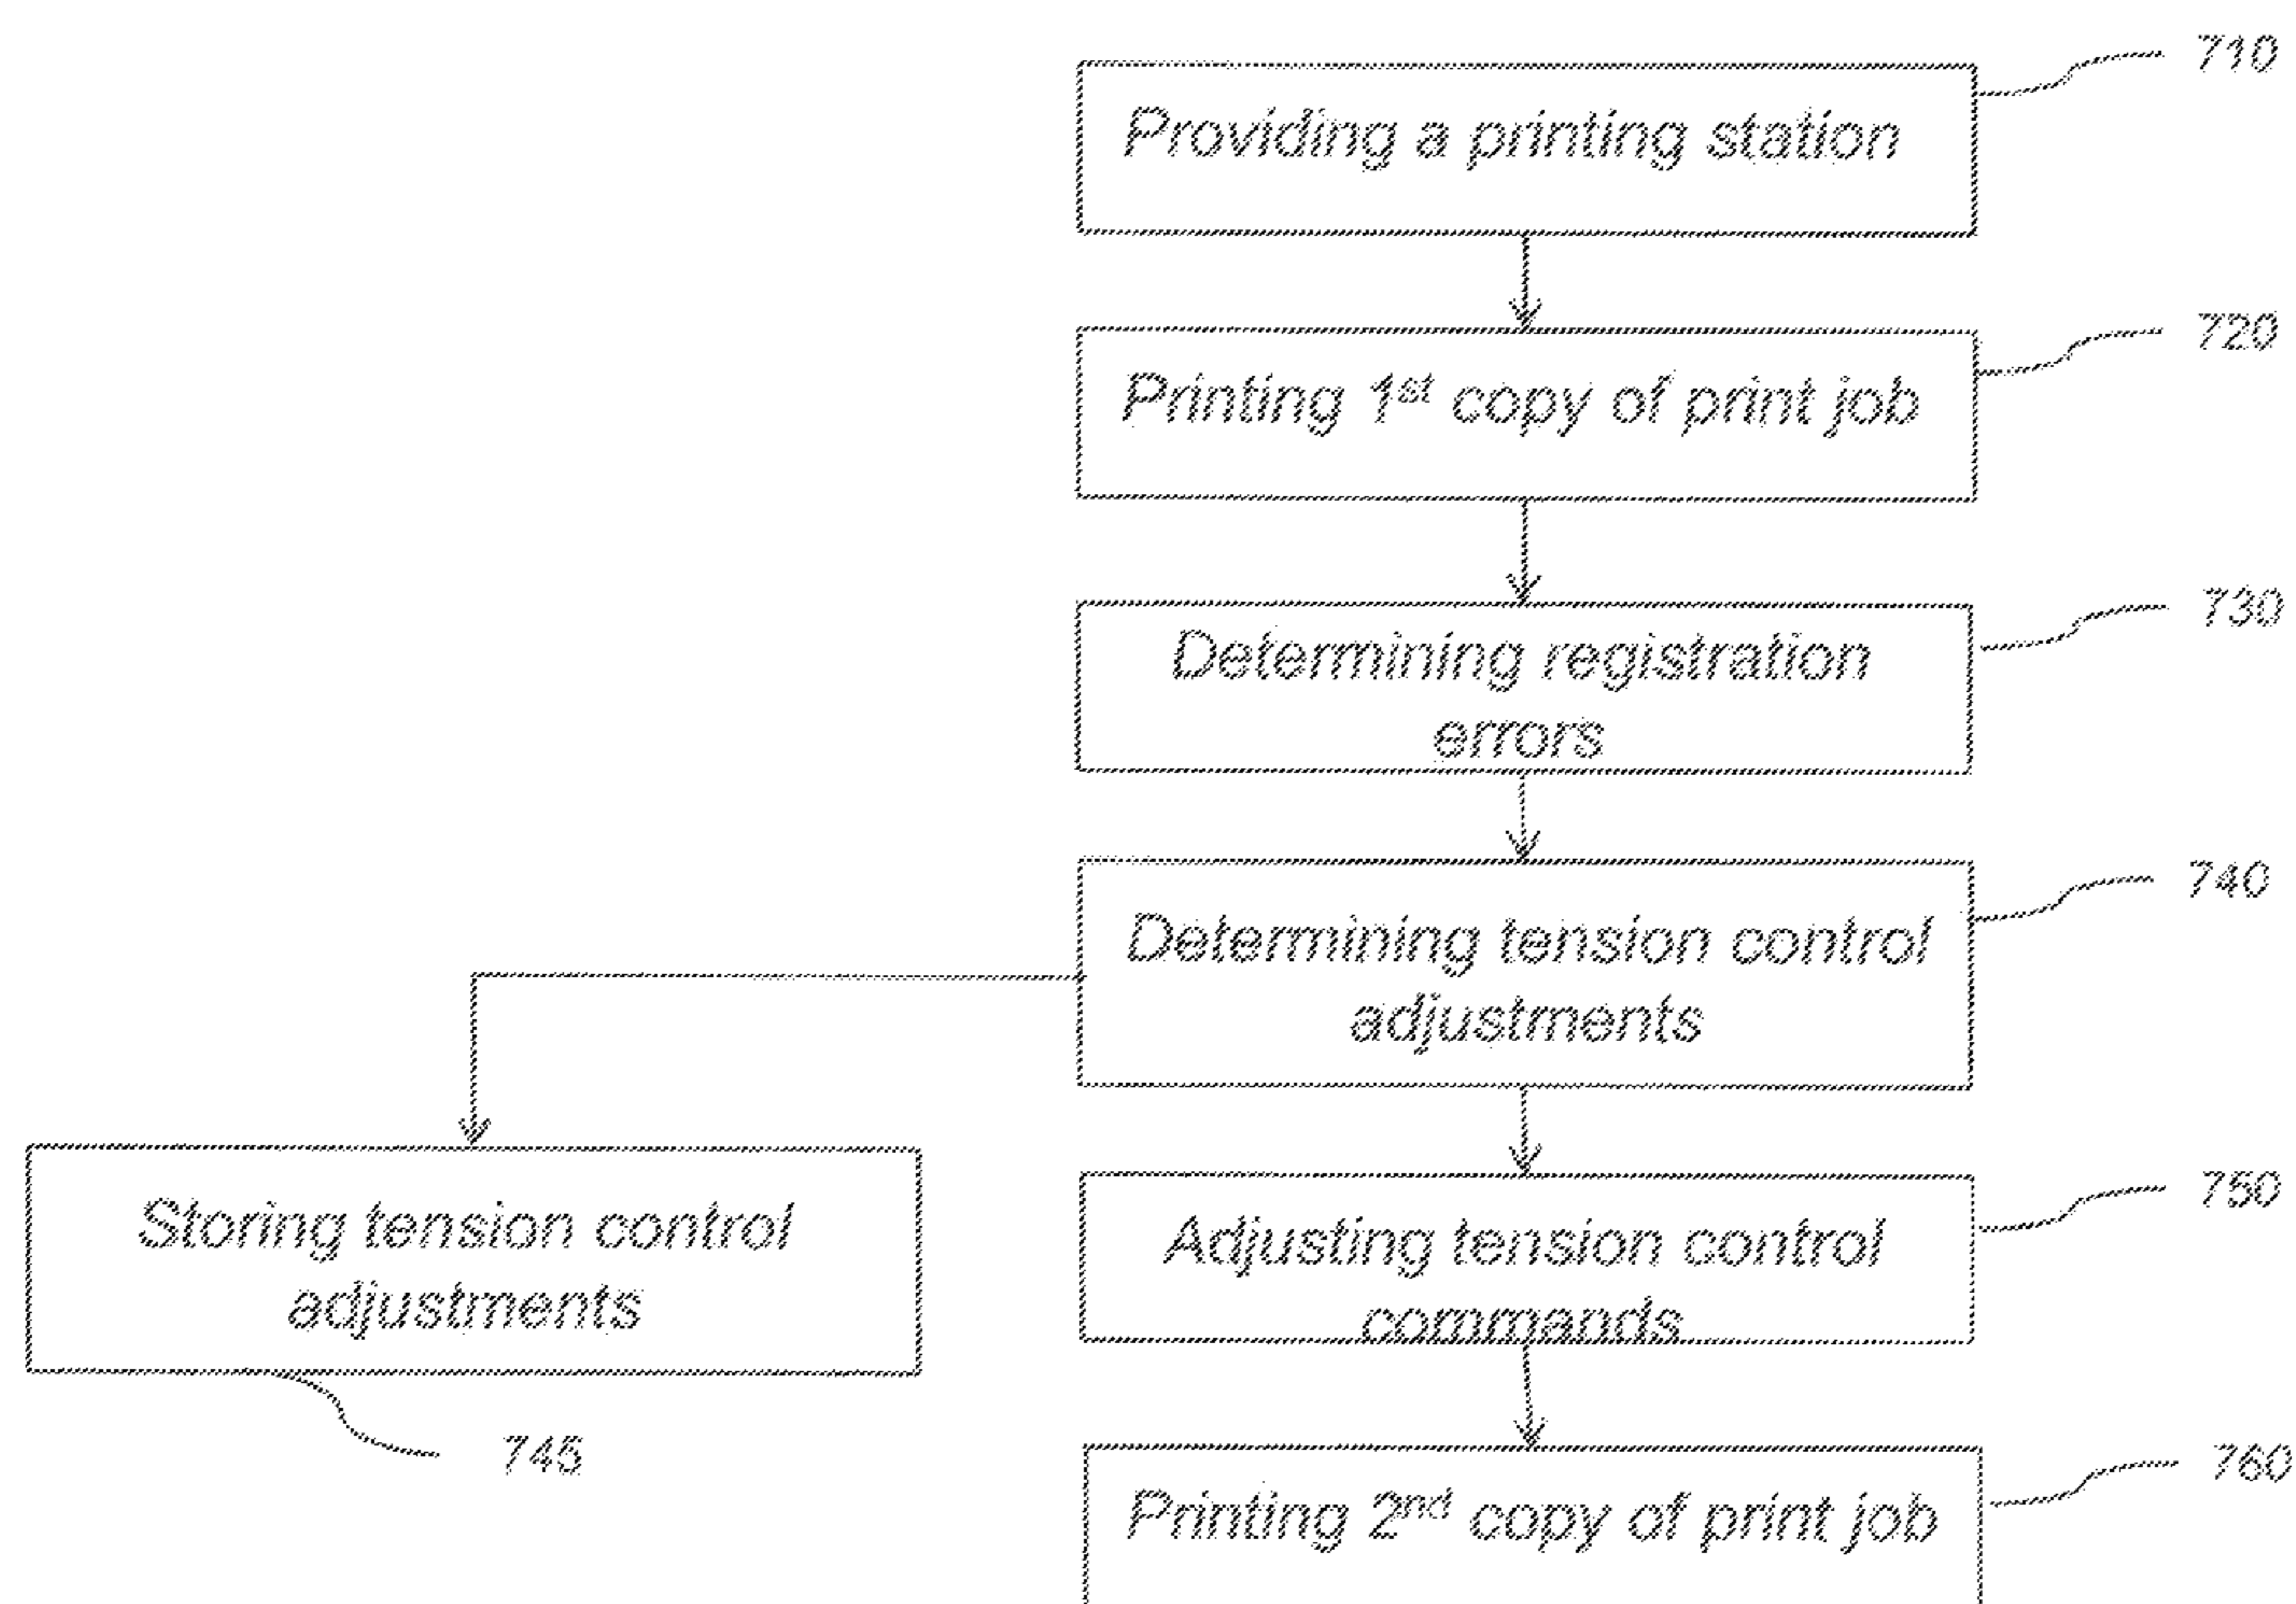 710
Providing a printing station
720
Printing 1st copy of print job
730
Determining registration
errors
740
Determining tension control
adjustments
750
Storing tension control
adjustments
745
Adjusting tension control
commands
760
Printing 2nd copy of print job